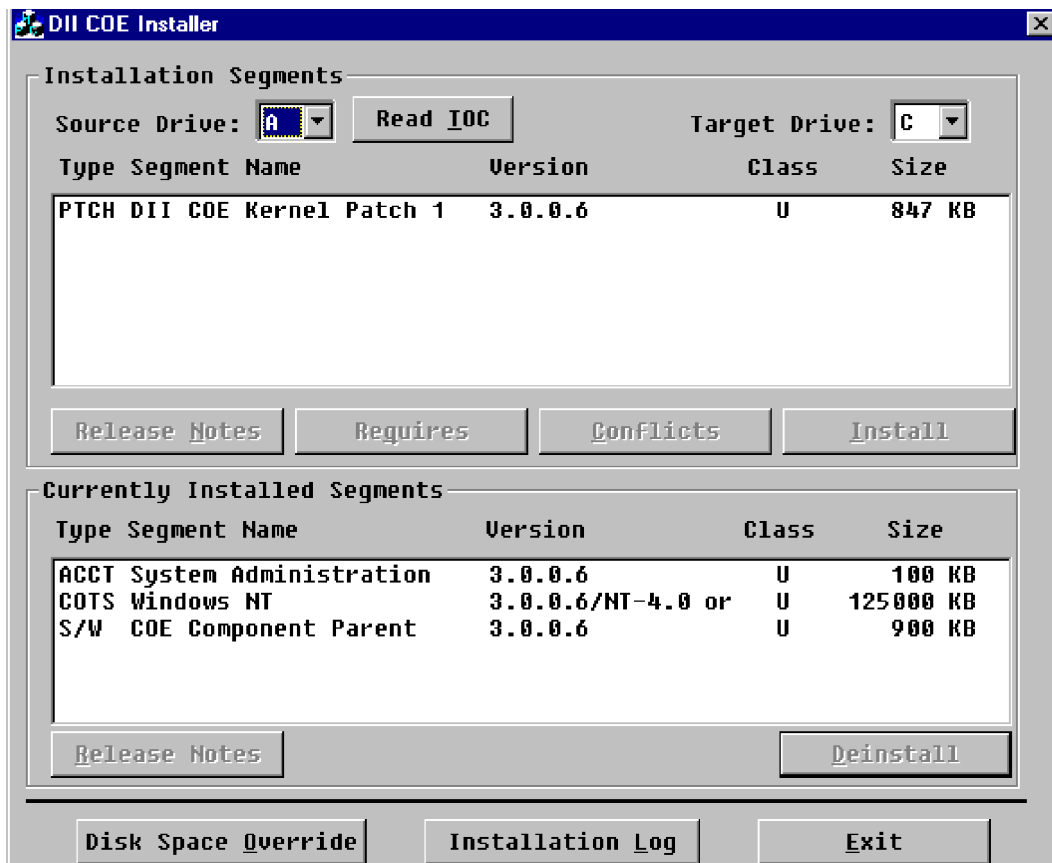 DII COE Installer
Installation Segments
Source Drive: A Read TOC Target Drive: C
Type Segment Name Version Class Size
PTCH DII COE Kernel Patch 1 3.0.0.6 U 847 KB
Release Notes Requires Conflicts Install
Currently Installed Segments
Type Segment Name Version Class Size
ACCT System Administration 3.0.0.6 U 100 KB
COTS Windows NT 3.0.0.6/NT-4.0 or U 125000 KB
S/W COE Component Parent 3.0.0.6 U 900 KB
Release Notes Deinstall
Disk Space Override Installation Log Exit